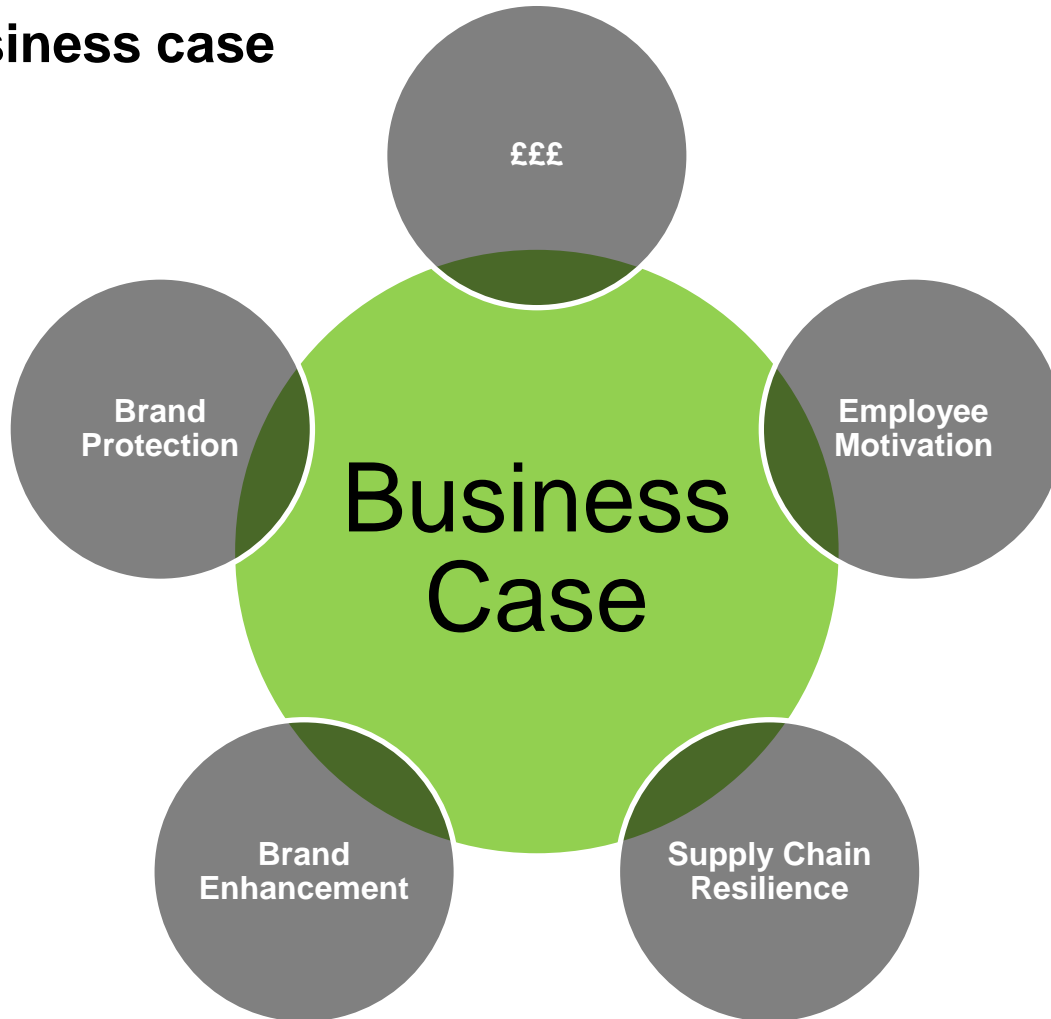 siness case
£££
Brand
Protection
Employee
Motivation
Business
Case
Brand
Enhancement
Supply Chain
Resilience